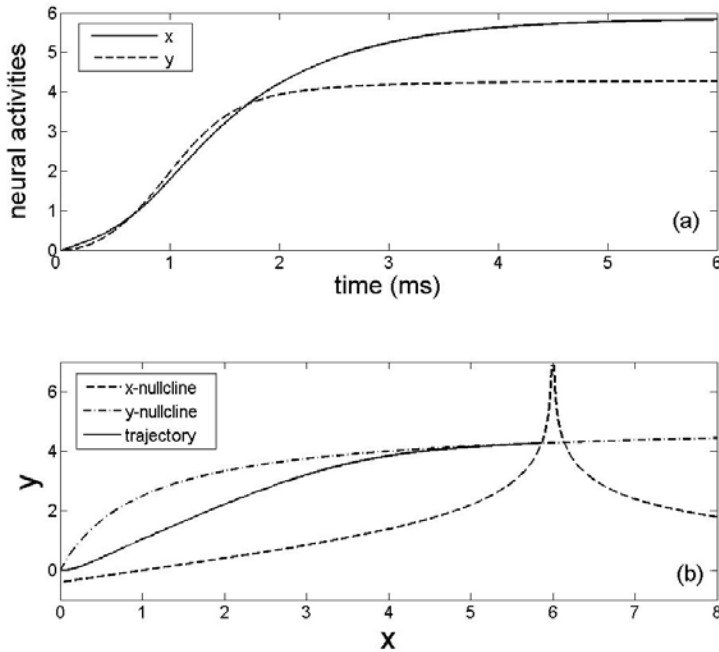 6
5
4
3
2
1
0
neural activities
x
y
(a)
0 1 2 3 4 5 6
time (ms)
6
4
2
0
y
x-nullcline
y-nullcline
trajectory
(b)
0 1 2 3 4 5 6 7 8
x